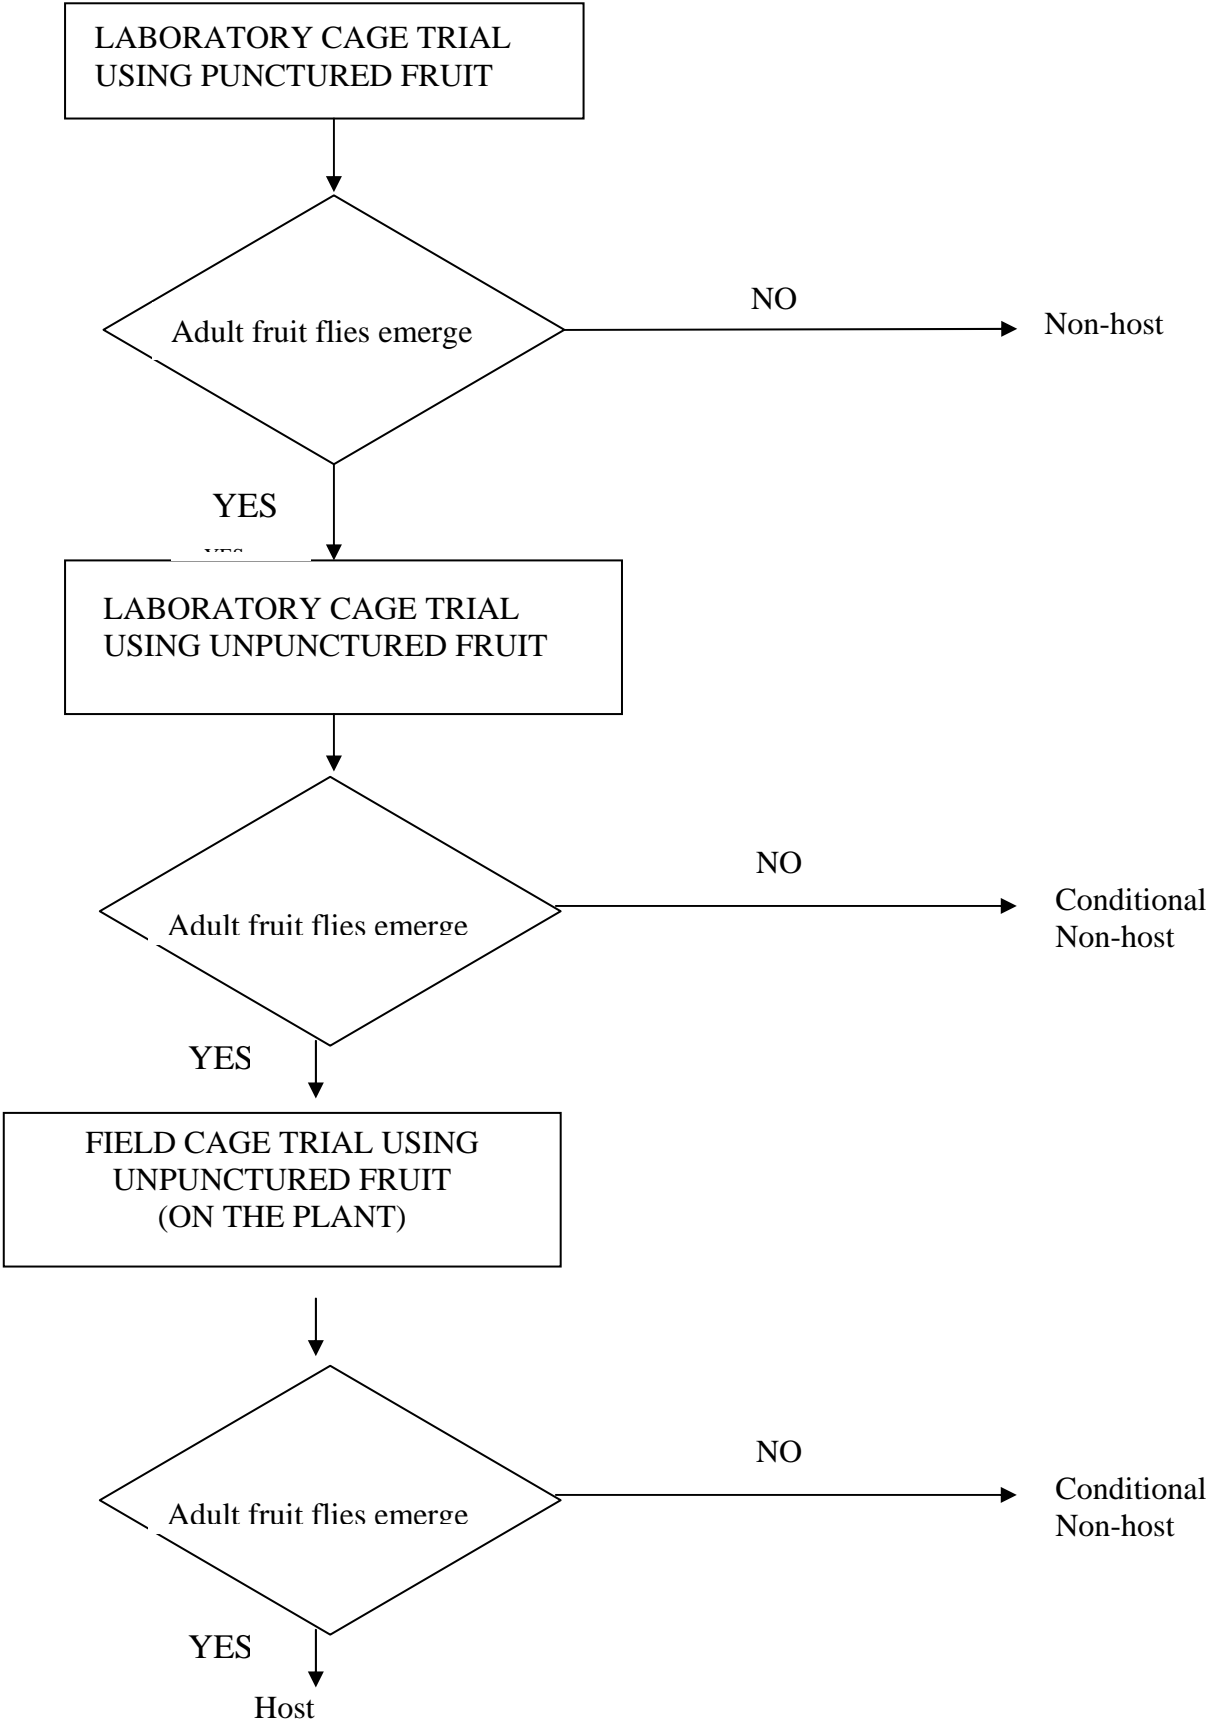 LABORATORY CAGE TRIAL
USING PUNCTURED FRUIT
NO
Adult fruit flies emerge
Non-host
YES
YES
LABORATORY CAGE TRIAL
USING UNPUNCTURED FRUIT
NO
Adult fruit flies emerge
Conditional
Non-host
YES
FIELD CAGE TRIAL USING
UNPUNCTURED FRUIT
(ON THE PLANT)
NO
Adult fruit flies emerge
Conditional
Non-host
YES
Host